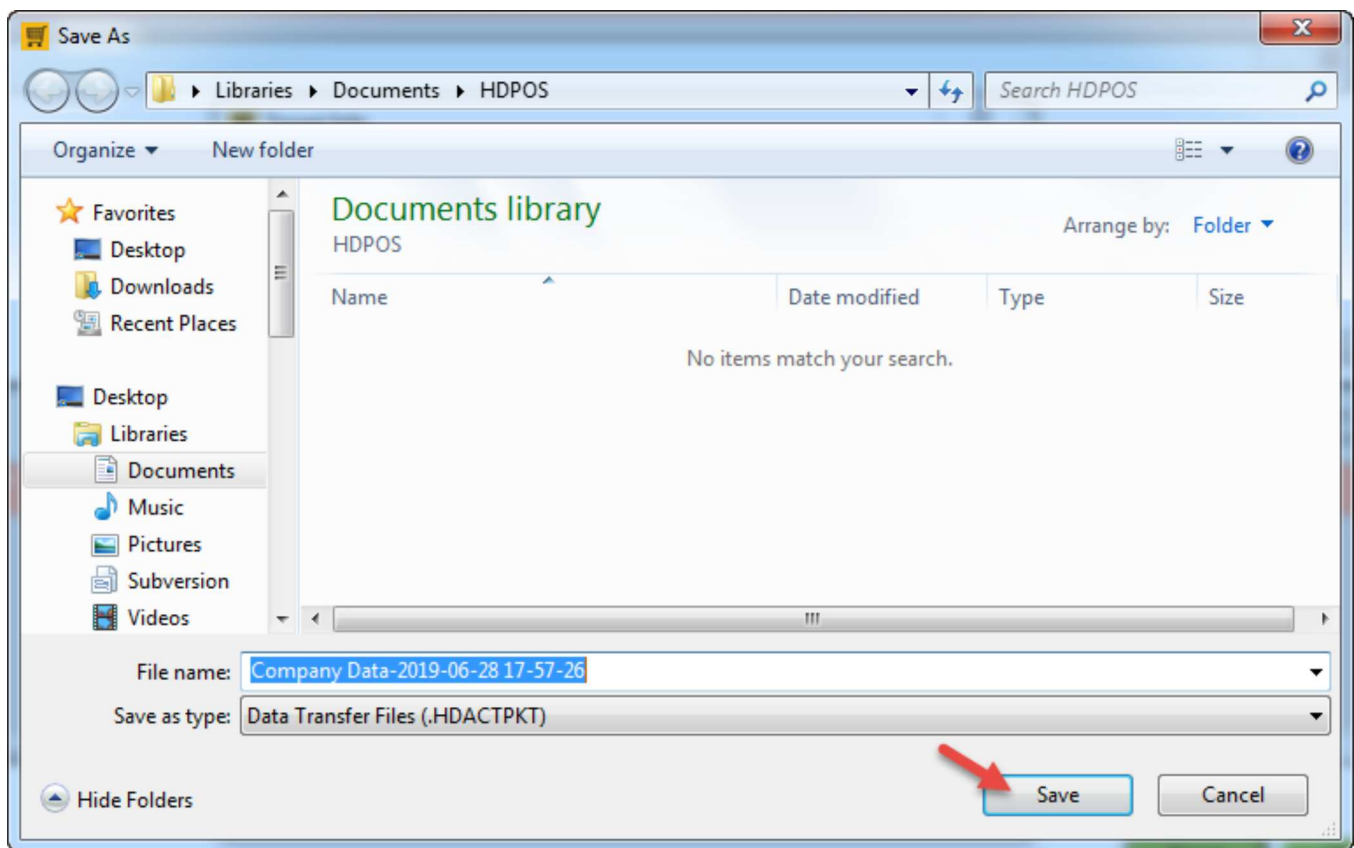 Save As
Libraries Documents HDPOS
Search HDPOS
Organize New folder
Favorites
Desktop
Downloads
Recent Places
Desktop
Libraries
Documents
Music
Pictures
Subversion
Videos
Documents library
HDPOS
Arrange by: Folder
Name Date modified Type Size
No items match your search.
File name: Company Data-2019-06-28 17-57-26
Save as type: Data Transfer Files (.HDACTPKT)
Hide Folders
Save Cancel